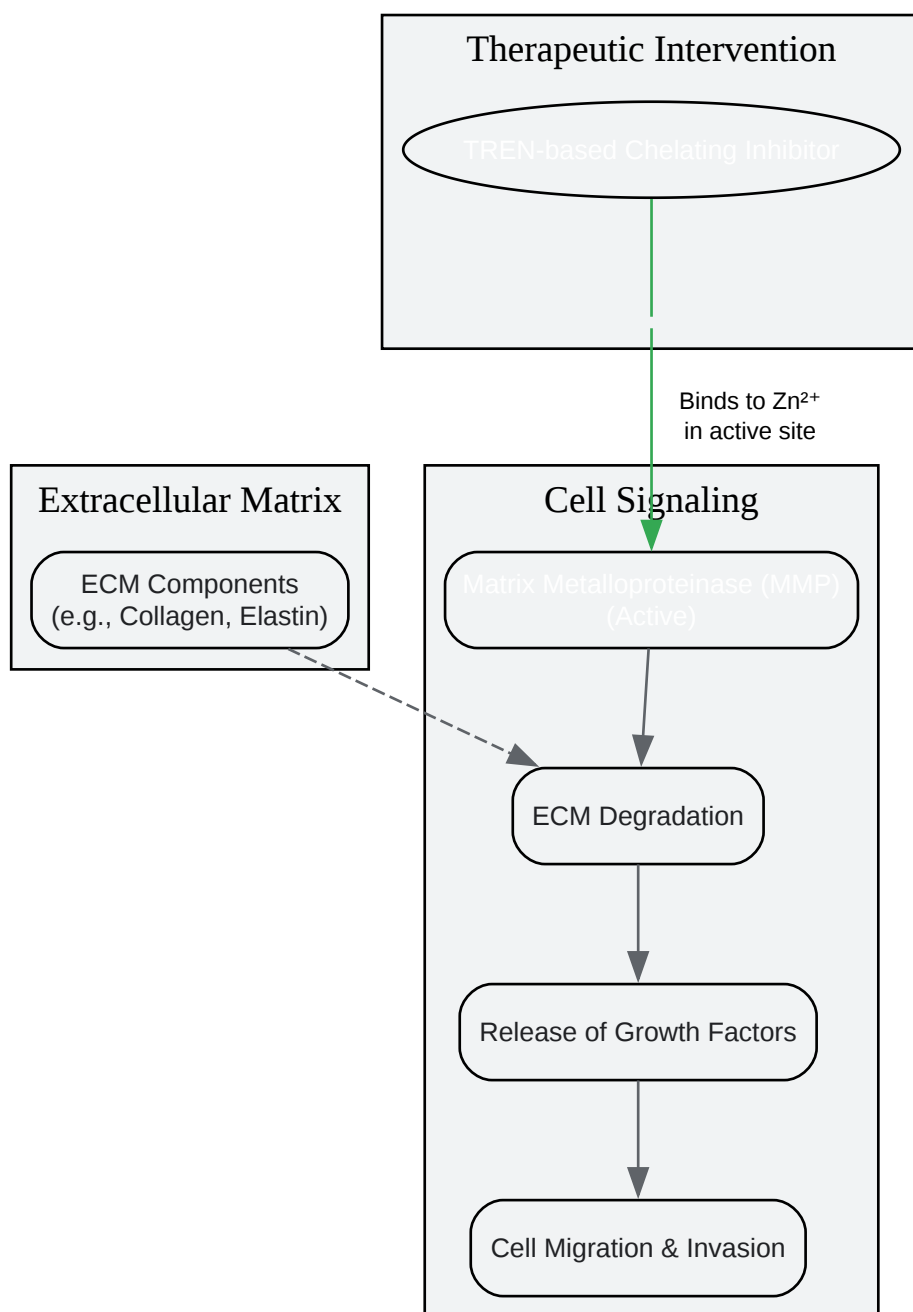 Therapeutic Intervention
TREN-based Chelating Inhibitor
Binds to Zn²⁺
in active site
Extracellular Matrix
ECM Components
(e.g., Collagen, Elastin)
Cell Signaling
Matrix Metalloproteinase (MMP)
(Active)
ECM Degradation
Release of Growth Factors
Cell Migration & Invasion